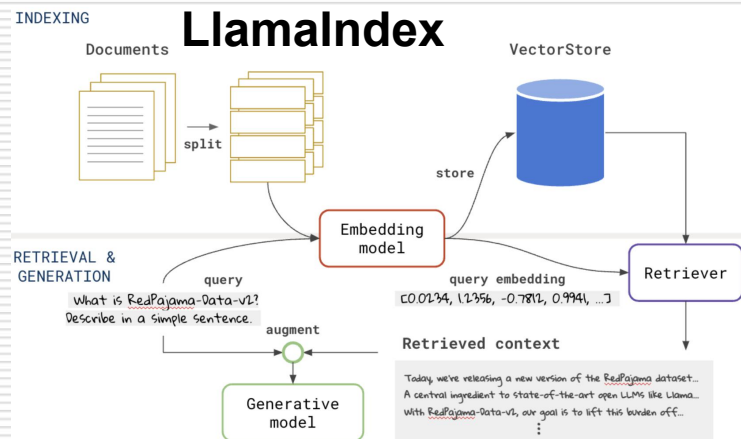 INDEXING
LlamaIndex
Documents
VectorStore
split
store
Embedding
model
RETRIEVAL &
GENERATION
query
What is RedPajama-Data-v2?
Describe in a simple sentence.
query embedding
[0.0234, 1.2356, -0.7812, 0.9941, ...]
Retriever
augment
Retrieved context
Generative
model
Today, we're releasing a new version of the RedPajama dataset...
A central ingredient to state-of-the-art open LLMs like Llama...
With RedPajama-Data-v2, our goal is to lift this burden off...
⋮